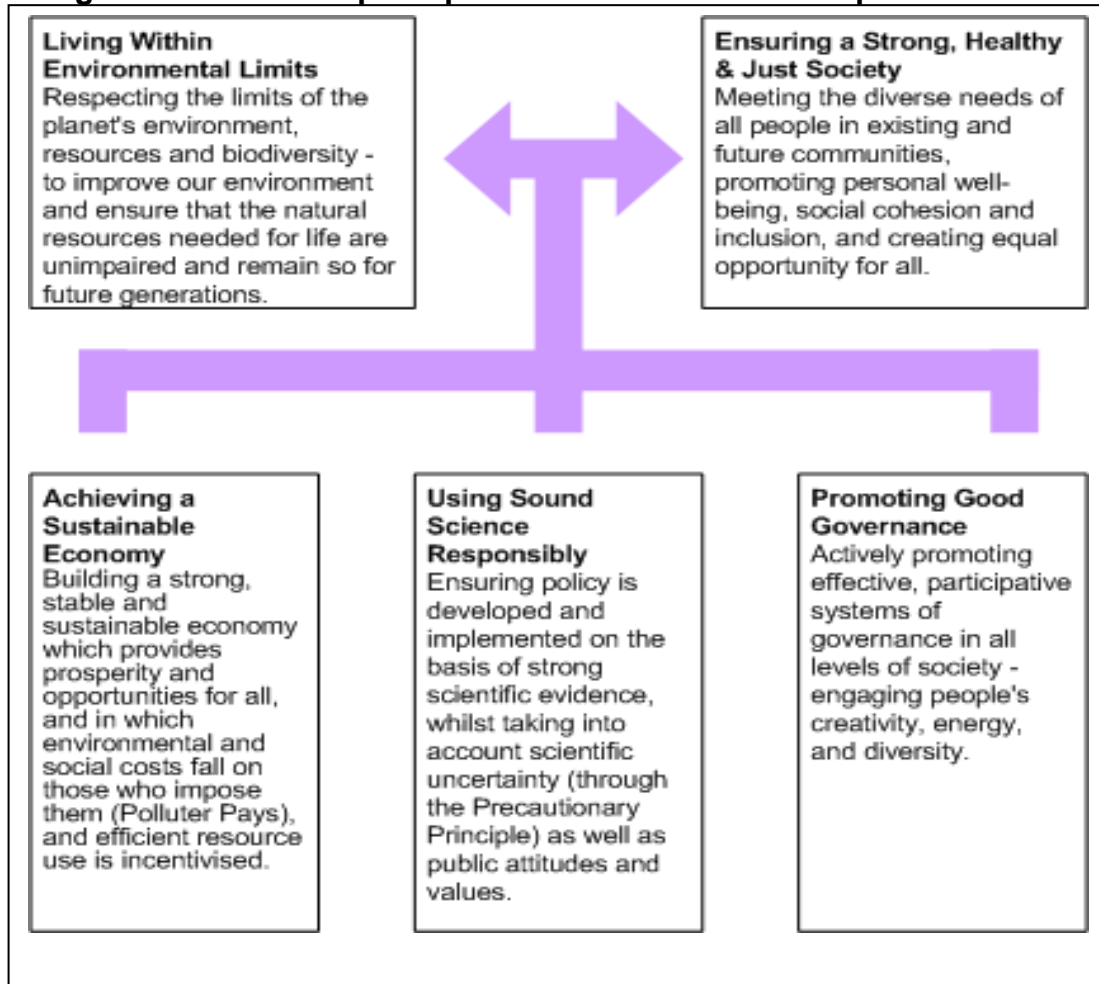 Living Within
Environmental Limits
Respecting the limits of the
planet's environment,
resources and biodiversity -
to improve our environment
and ensure that the natural
resources needed for life are
unimpaired and remain so for
future generations.
Ensuring a Strong, Healthy
& Just Society
Meeting the diverse needs of
all people in existing and
future communities,
promoting personal well-
being, social cohesion and
inclusion, and creating equal
opportunity for all.
Achieving a
Sustainable
Economy
Building a strong,
stable and
sustainable economy
which provides
prosperity and
opportunities for all,
and in which
environmental and
social costs fall on
those who impose
them (Polluter Pays),
and efficient resource
use is incentivised.
Using Sound
Science
Responsibly
Ensuring policy is
developed and
implemented on the
basis of strong
scientific evidence,
whilst taking into
account scientific
uncertainty (through
the Precautionary
Principle) as well as
public attitudes and
values.
Promoting Good
Governance
Actively promoting
effective, participative
systems of
governance in all
levels of society -
engaging people's
creativity, energy,
and diversity.